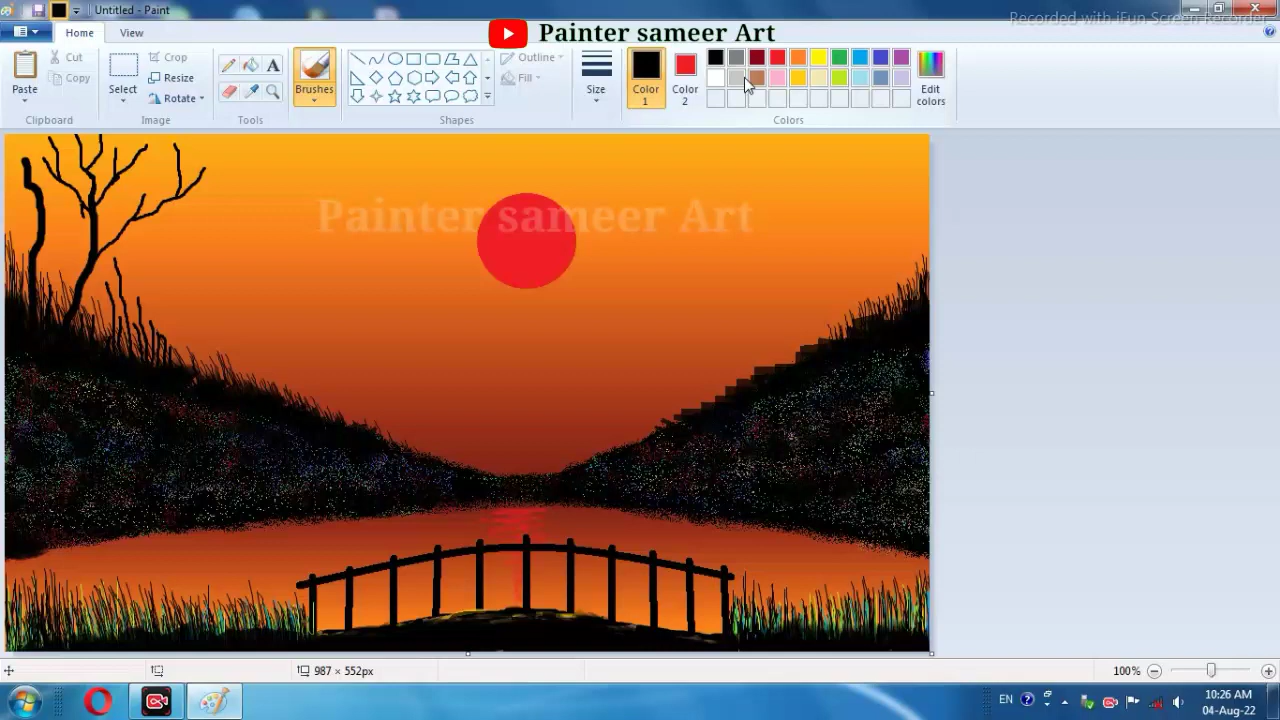 Untitled - Paint
Recorded with iFun Screen Recorder
Home
View
Painter sameer Art
Paste
Cut
Copy
Clipboard
Select
Crop
Resize
Rotate
Image
Tools
Brushes
Outline
Fill
Shapes
Size
Color 1
Color 2
Edit colors
Colors
Painter sameer Art
987 × 552px
100%
EN
10:26 AM
04-Aug-22